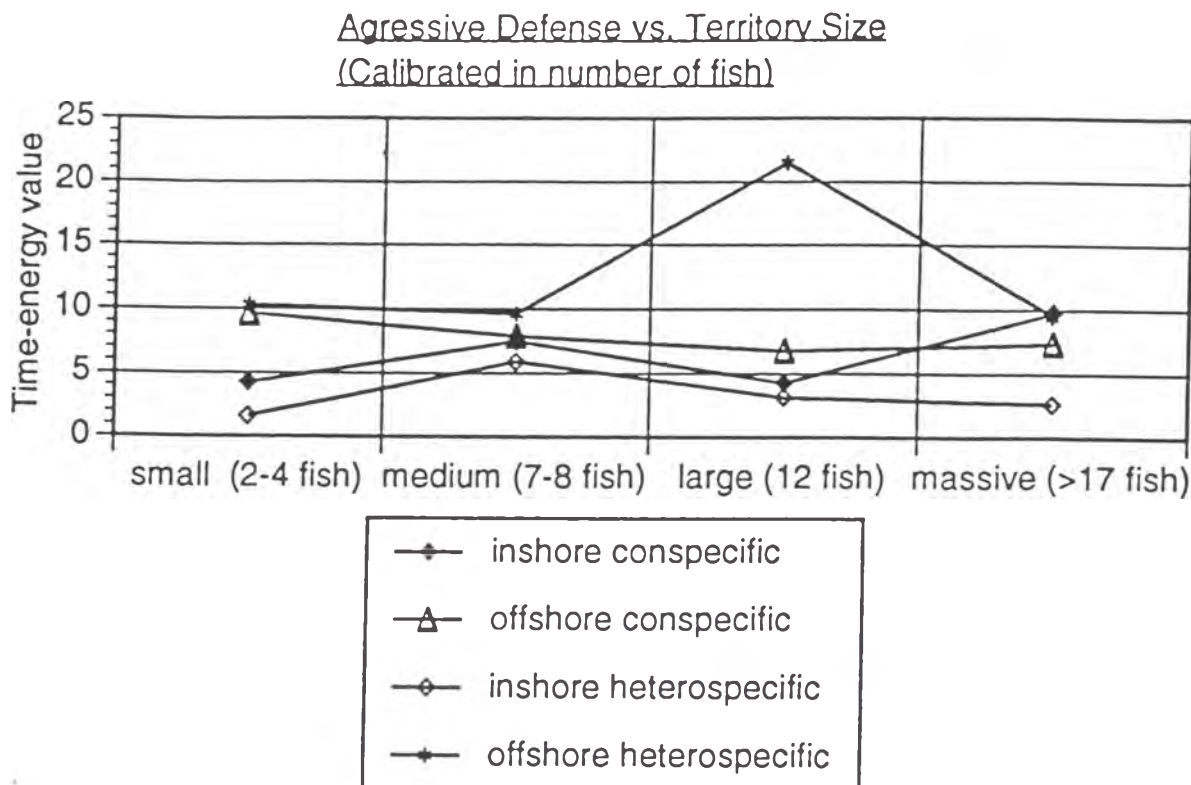 Agressive Defense vs. Territory Size
(Calibrated in number of fish)
25
20
15
10
5
0
Time-energy value
small (2-4 fish) medium (7-8 fish) large (12 fish) massive (>17 fish)
inshore conspecific
offshore conspecific
inshore heterospecific
offshore heterospecific